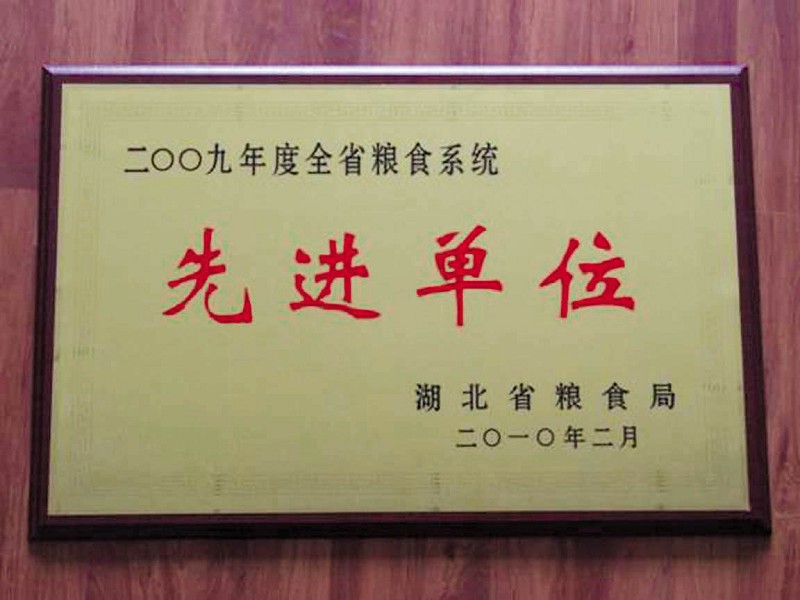 二〇〇九年度全省粮食系统
先进单位
湖北省粮食局
二〇一〇年二月